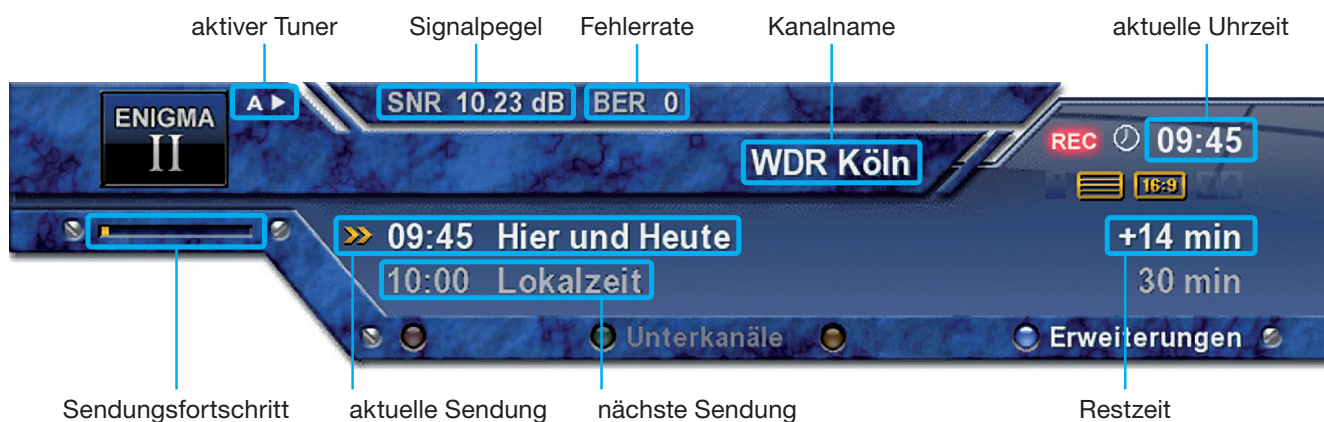 aktiver Tuner Signalpegel Fehlerrate Kanalname aktuelle Uhrzeit
ENIGMA
II
A
SNR 10.23 dB BER 0
WDR Köln
REC 09:45
16:9
09:45 Hier und Heute +14 min
10:00 Lokalzeit 30 min
Unterkanäle Erweiterungen
Sendungsfortschritt aktuelle Sendung nächste Sendung Restzeit